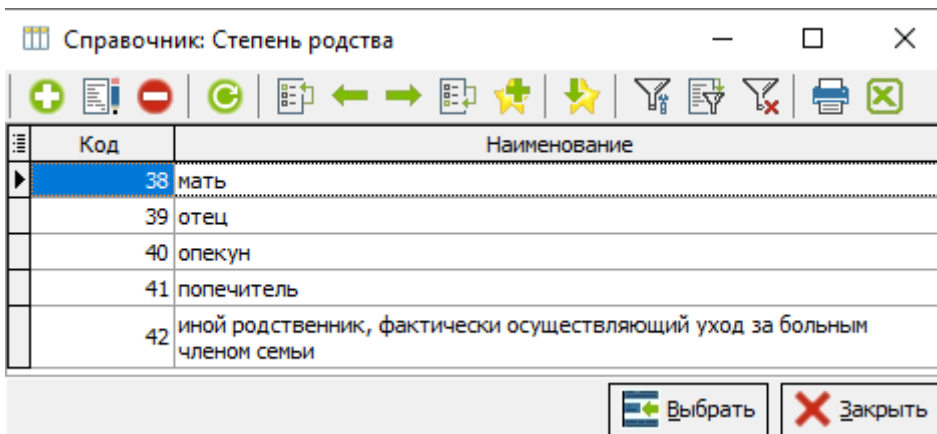 Справочник: Степень родства
Код Наименование
38 мать
39 отец
40 опекун
41 попечитель
42 иной родственник, фактически осуществляющий уход за больным
членом семьи
Выбрать Закрыть